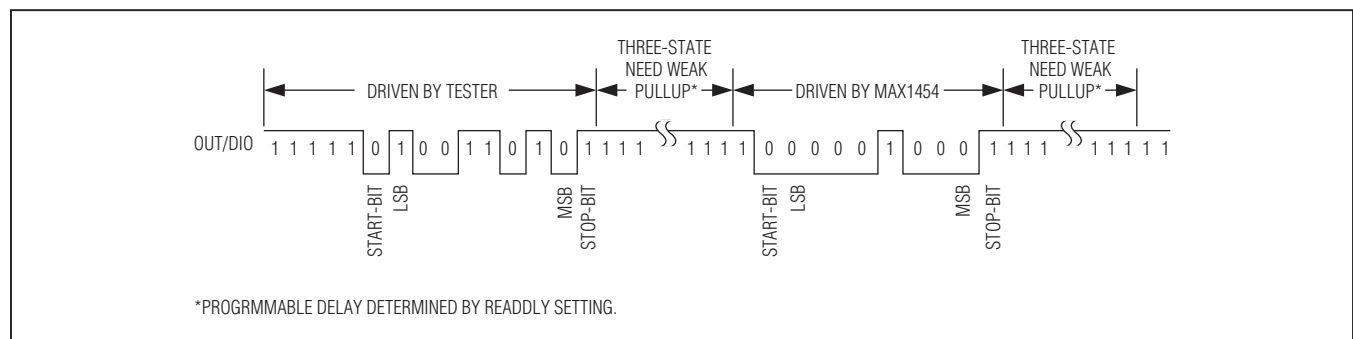 THREE-STATE
NEED WEAK
PULLUP*
THREE-STATE
NEED WEAK
PULLUP*
DRIVEN BY TESTER
DRIVEN BY MAX1454
OUT/DIO
1 1 1 1 1 0 1 0 0 1 1 0 1 0 1 1 1 1 1 1 1 1 0 0 0 0 0 1 0 0 0 1 1 1 1 1 1 1 1 1
START-BIT
LSB
MSB
STOP-BIT
START-BIT
LSB
MSB
STOP-BIT
*PROGRMMABLE DELAY DETERMINED BY READDLY SETTING.